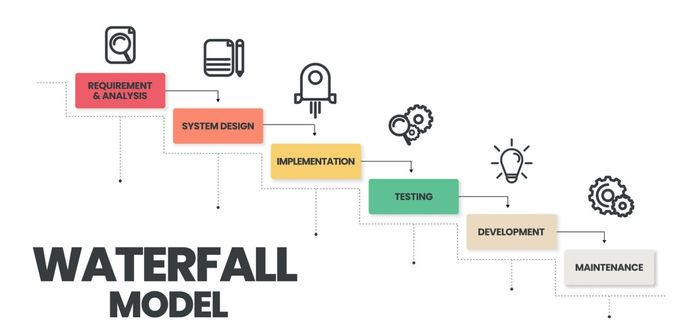 REQUIREMENT
& ANALYSIS
SYSTEM DESIGN
IMPLEMENTATION
TESTING
DEVELOPMENT
MAINTENANCE
WATERFALL
MODEL